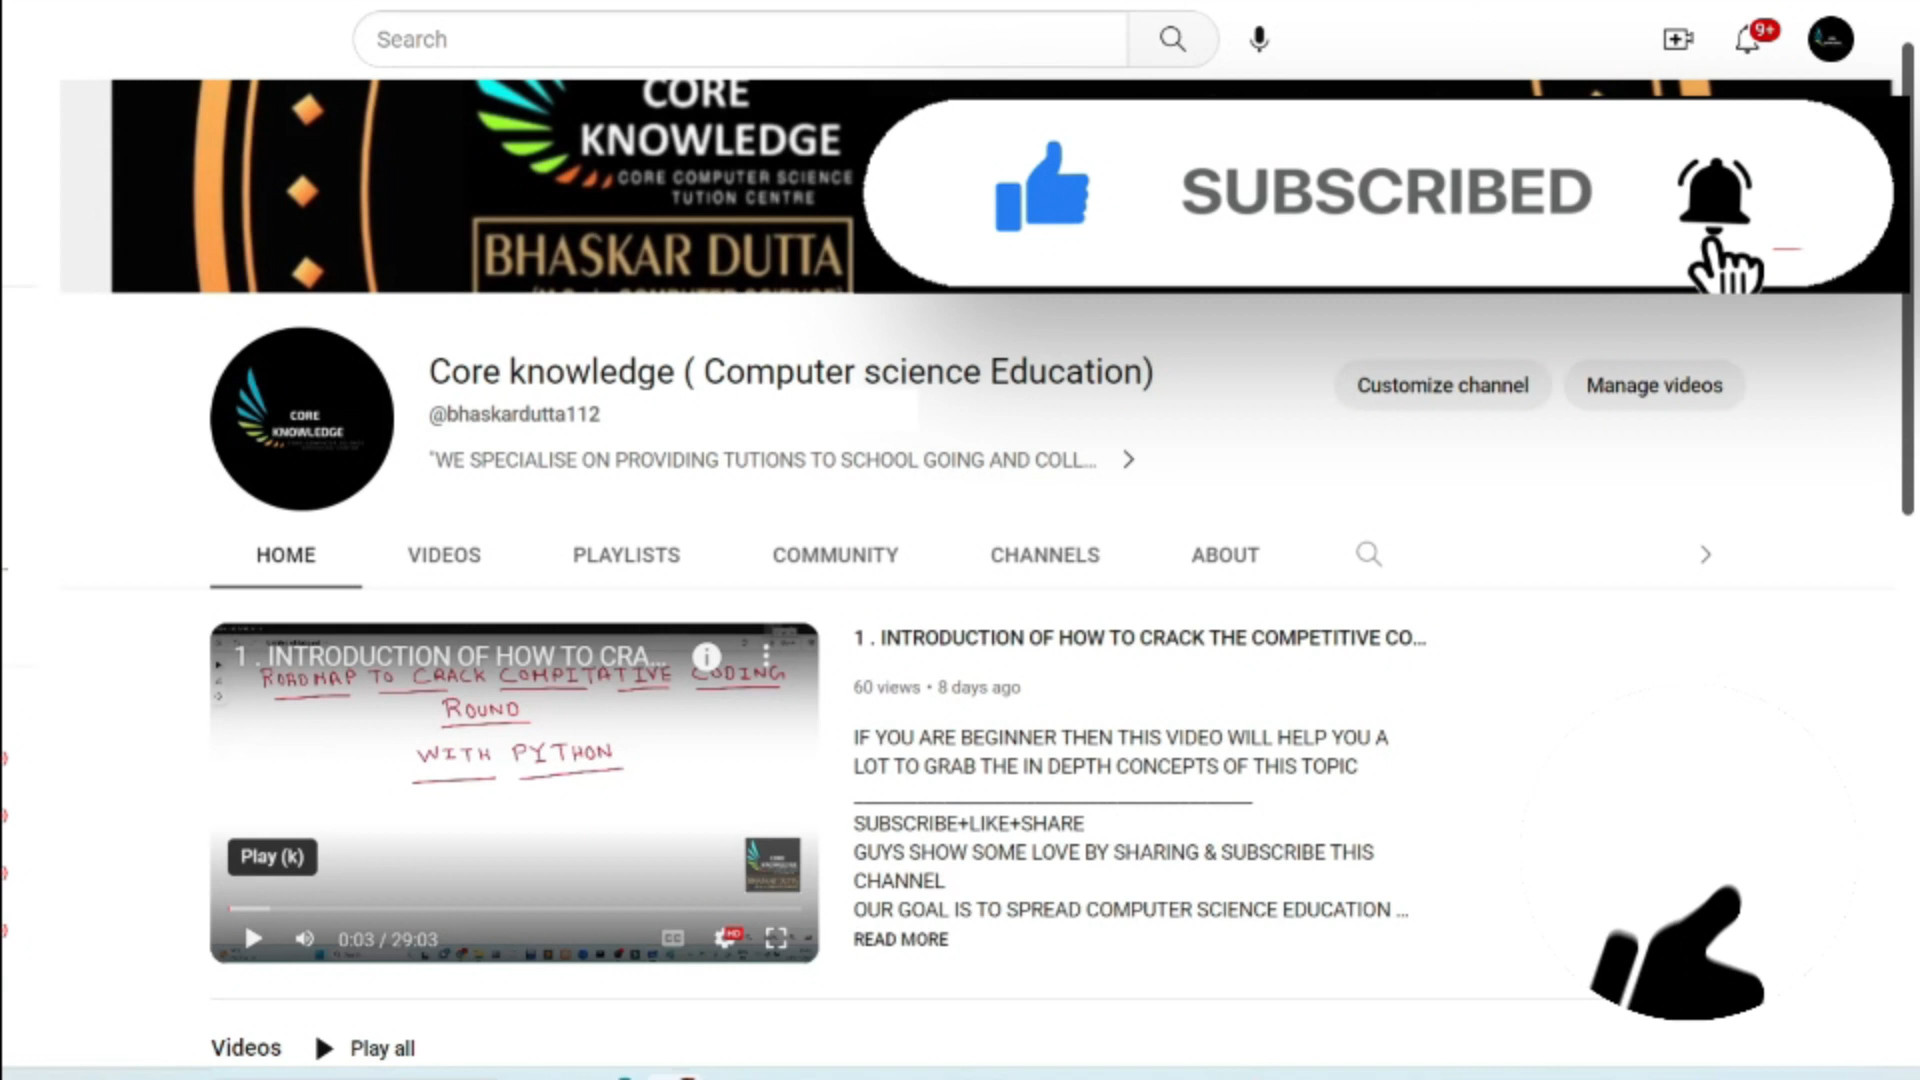 Search
9+
CORE
KNOWLEDGE
CORE COMPUTER SCIENCE
TUTION CENTRE
BHASKAR DUTTA
SUBSCRIBED
CORE
KNOWLEDGE
Core knowledge ( Computer science Education)
@bhaskardutta112
"WE SPECIALISE ON PROVIDING TUTIONS TO SCHOOL GOING AND COLL...
Customize channel
Manage videos
HOME
VIDEOS
PLAYLISTS
COMMUNITY
CHANNELS
ABOUT
1 . INTRODUCTION OF HOW TO CRA...
ROADMAP TO CRACK COMPITATIVE CODING
ROUND
WITH PYTHON
Play (k)
0:03 / 29:03
CC
HD
1 . INTRODUCTION OF HOW TO CRACK THE COMPETITIVE CO...
60 views • 8 days ago
IF YOU ARE BEGINNER THEN THIS VIDEO WILL HELP YOU A
LOT TO GRAB THE IN DEPTH CONCEPTS OF THIS TOPIC
SUBSCRIBE+LIKE+SHARE
GUYS SHOW SOME LOVE BY SHARING & SUBSCRIBE THIS
CHANNEL
OUR GOAL IS TO SPREAD COMPUTER SCIENCE EDUCATION ...
READ MORE
Videos
Play all